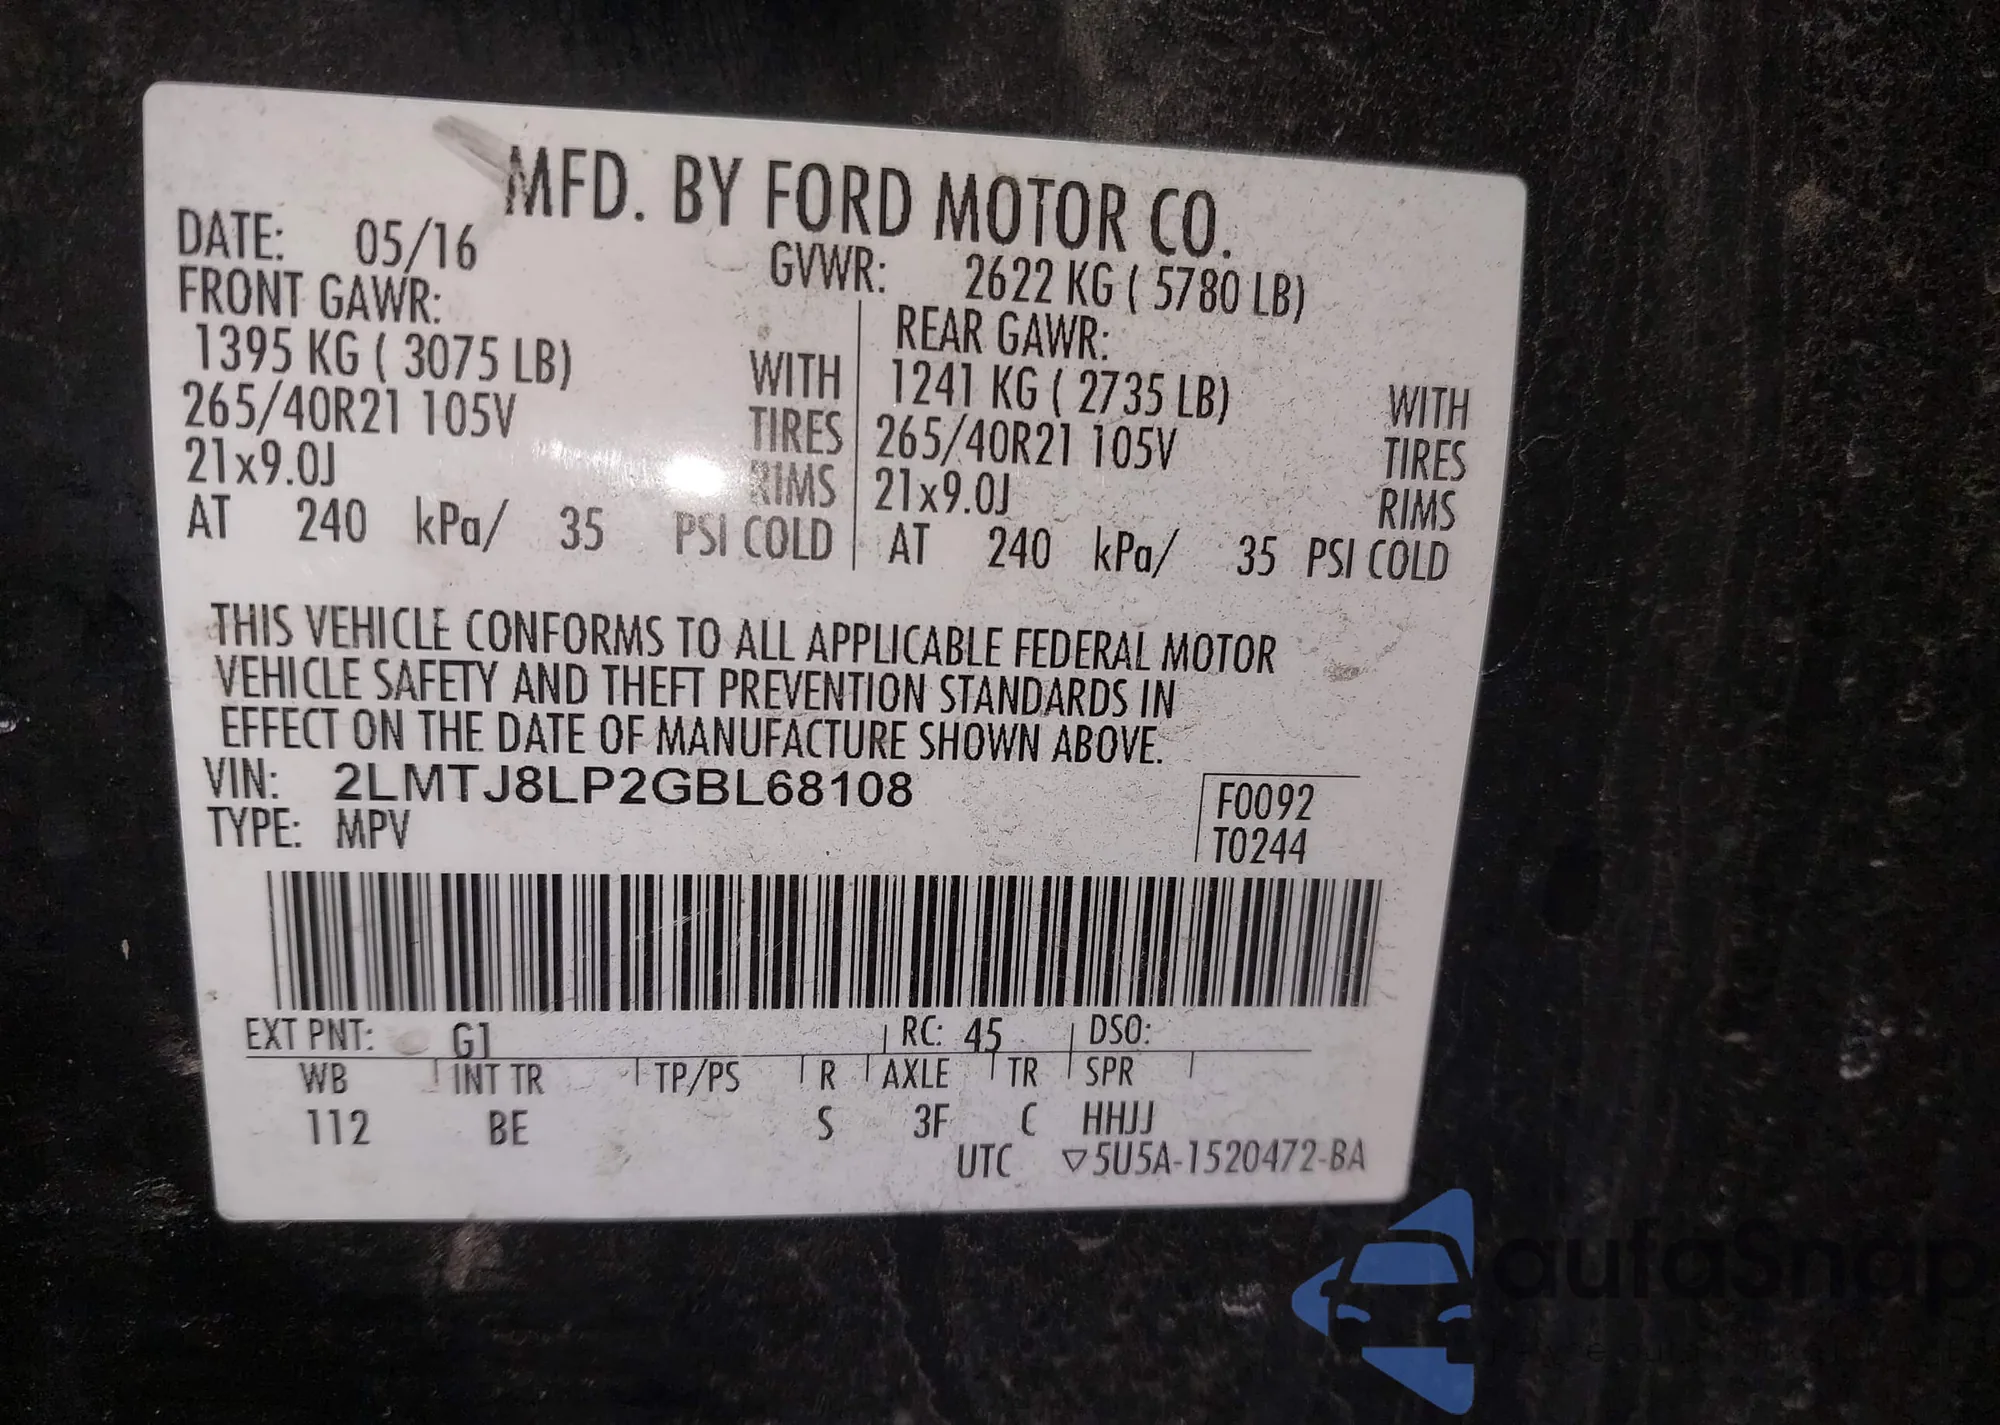 MFD. BY FORD MOTOR CO.
DATE: 05/16 GVWR: 2622 KG ( 5780 LB)
FRONT GAWR: REAR GAWR:
1395 KG ( 3075 LB) WITH 1241 KG ( 2735 LB) WITH
265/40R21 105V TIRES 265/40R21 105V TIRES
21x9.0J RIMS 21x9.0J RIMS
AT 240 kPa/ 35 PSI COLD AT 240 kPa/ 35 PSI COLD
THIS VEHICLE CONFORMS TO ALL APPLICABLE FEDERAL MOTOR
VEHICLE SAFETY AND THEFT PREVENTION STANDARDS IN
EFFECT ON THE DATE OF MANUFACTURE SHOWN ABOVE.
VIN: 2LMTJ8LP2GBL68108 F0092
TYPE: MPV T0244
EXT PNT: G1 RC: 45 DSO:
WB INT TR TP/PS R AXLE TR SPR
112 BE S 3F C HHJJ
UTC ▽5U5A-1520472-BA
autaSnap